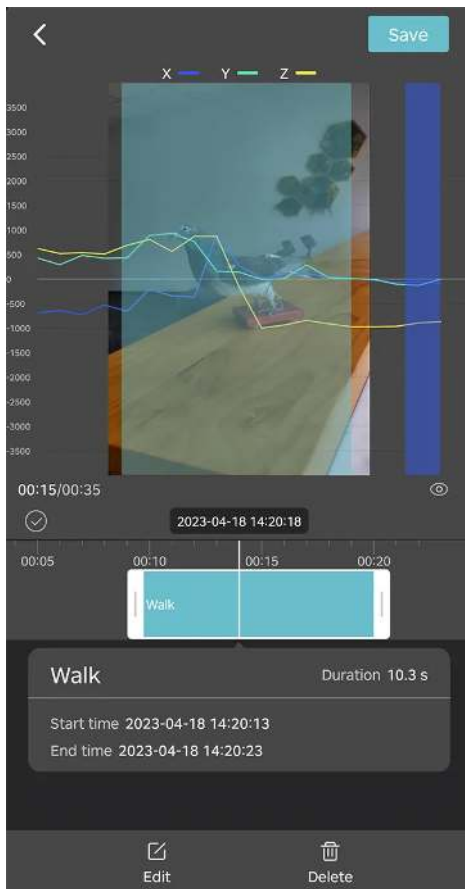 Save
X Y Z
3500
3000
2500
2000
1500
1000
500
0
-500
-1000
-1500
-2000
-2500
-3000
-3500
00:15/00:35
2023-04-18 14:20:18
00:05 00:10 00:15 00:20
Walk
Walk Duration 10.3 s
Start time 2023-04-18 14:20:13
End time 2023-04-18 14:20:23
Edit Delete